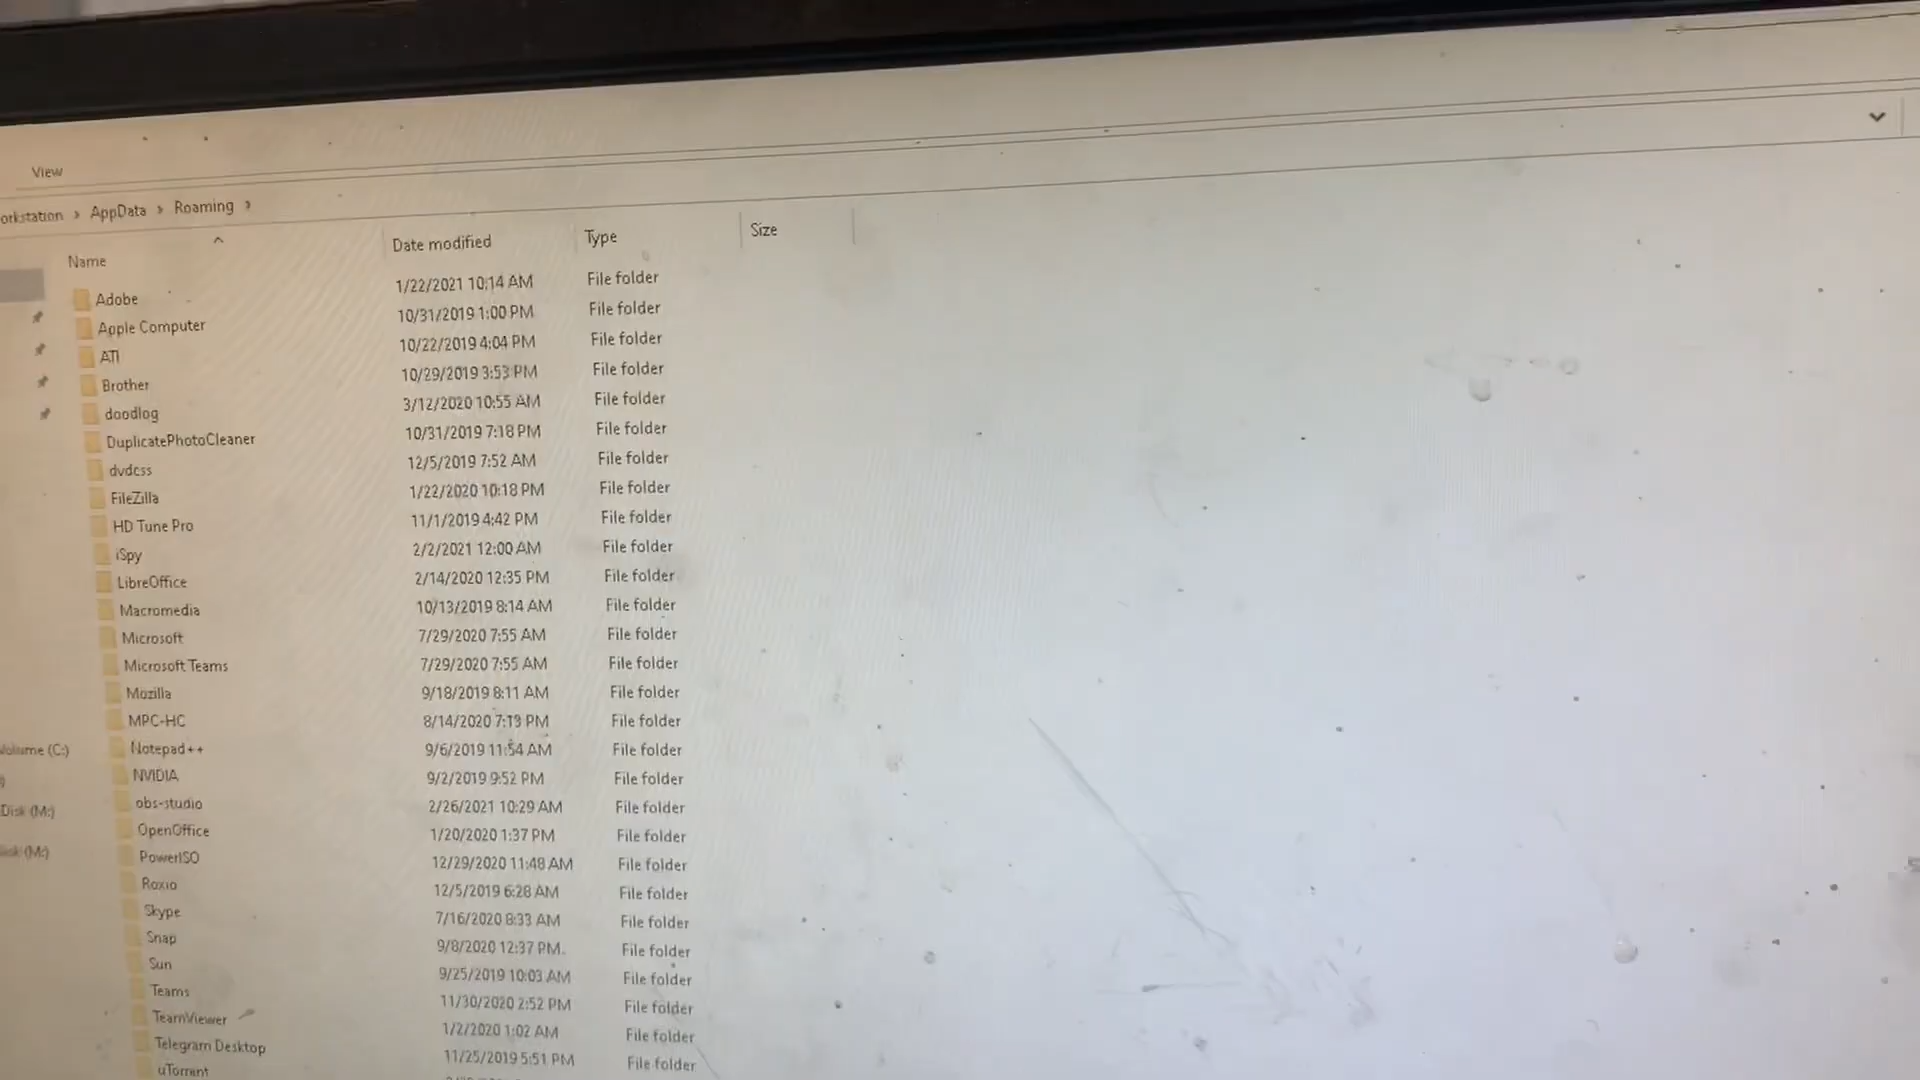 View
orkstation > AppData > Roaming >
Name Date modified Type Size
Adobe 1/22/2021 10:14 AM File folder
Apple Computer 10/31/2019 1:00 PM File folder
ATI 10/22/2019 4:04 PM File folder
Brother 10/29/2019 3:53 PM File folder
doodlog 3/12/2020 10:55 AM File folder
DuplicatePhotoCleaner 10/31/2019 7:18 PM File folder
dvdcss 12/5/2019 7:52 AM File folder
FileZilla 1/22/2020 10:18 PM File folder
HD Tune Pro 11/1/2019 4:42 PM File folder
iSpy 2/2/2021 12:00 AM File folder
LibreOffice 2/14/2020 12:35 PM File folder
Macromedia 10/13/2019 8:14 AM File folder
Microsoft 7/29/2020 7:55 AM File folder
Microsoft Teams 7/29/2020 7:55 AM File folder
Mozilla 9/18/2019 8:11 AM File folder
MPC-HC 8/14/2020 7:13 PM File folder
Notepad++ 9/6/2019 11:54 AM File folder
NVIDIA 9/2/2019 9:52 PM File folder
obs-studio 2/26/2021 10:29 AM File folder
OpenOffice 1/20/2020 1:37 PM File folder
PowerISO 12/29/2020 11:48 AM File folder
Roxio 12/5/2019 6:28 AM File folder
Skype 7/16/2020 8:33 AM File folder
Snap 9/8/2020 12:37 PM File folder
Sun 9/25/2019 10:03 AM File folder
Teams 11/30/2020 2:52 PM File folder
TeamViewer 1/2/2020 1:02 AM File folder
Telegram Desktop 11/25/2019 5:51 PM File folder
uTorrent
Volume (C:)
Disk (M:)
Disk (M:)